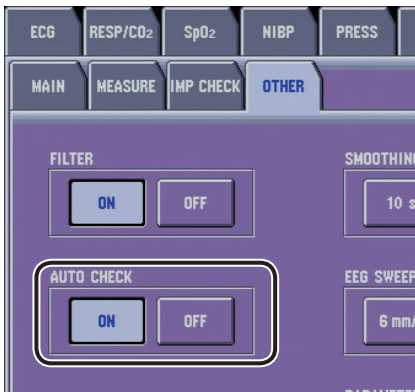 ECG RESP/CO2 SpO2 NIBP PRESS
MAIN MEASURE IMP CHECK OTHER
FILTER SMOOTHIN
ON OFF 10 s
AUTO CHECK EEG SWEEP
ON OFF 6 mm/